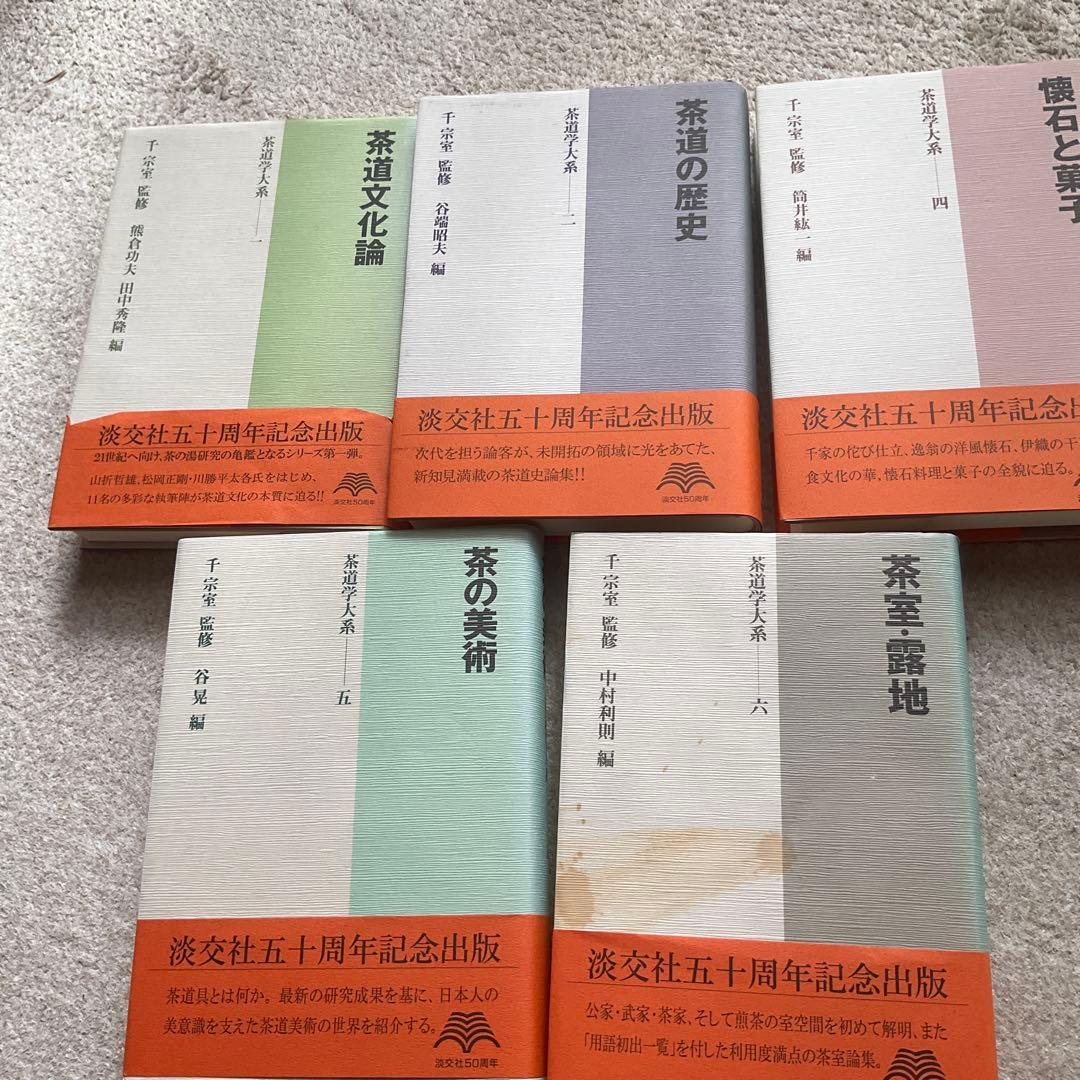 茶道文化論
茶道学大系——一
千 宗室 監修 熊倉功夫 田中秀隆 編
淡交社五十周年記念出版
21世紀へ向け、茶の湯研究の亀鑑となるシリーズ第一弾。
山折哲雄、松岡正剛・川勝平太各氏をはじめ、
11名の多彩な執筆陣が茶道文化の本質に迫る!!
淡交社50周年
茶道の歴史
茶道学大系——二
千 宗室 監修 谷端昭夫 編
淡交社五十周年記念出版
次代を担う論客が、未開拓の領域に光をあてた、
新知見満載の茶道史論集!!
淡交社50周年
懐石と菓子
茶道学大系——四
千 宗室 監修 筒井紘一 編
淡交社五十周年記念出
千家の侘び仕立、逸翁の洋風懐石、伊織の干
食文化の華、懐石料理と菓子の全貌に迫る。
茶の美術
茶道学大系——五
千 宗室 監修 谷晃 編
淡交社五十周年記念出版
茶道具とは何か。最新の研究成果を基に、日本人の
美意識を支えた茶道美術の世界を紹介する。
淡交社50周年
茶室・露地
茶道学大系——六
千 宗室 監修 中村利則 編
淡交社五十周年記念出版
公家・武家・茶家、そして煎茶の室空間を初めて解明、また
「用語初出一覧」を付した利用度満点の茶室論集。